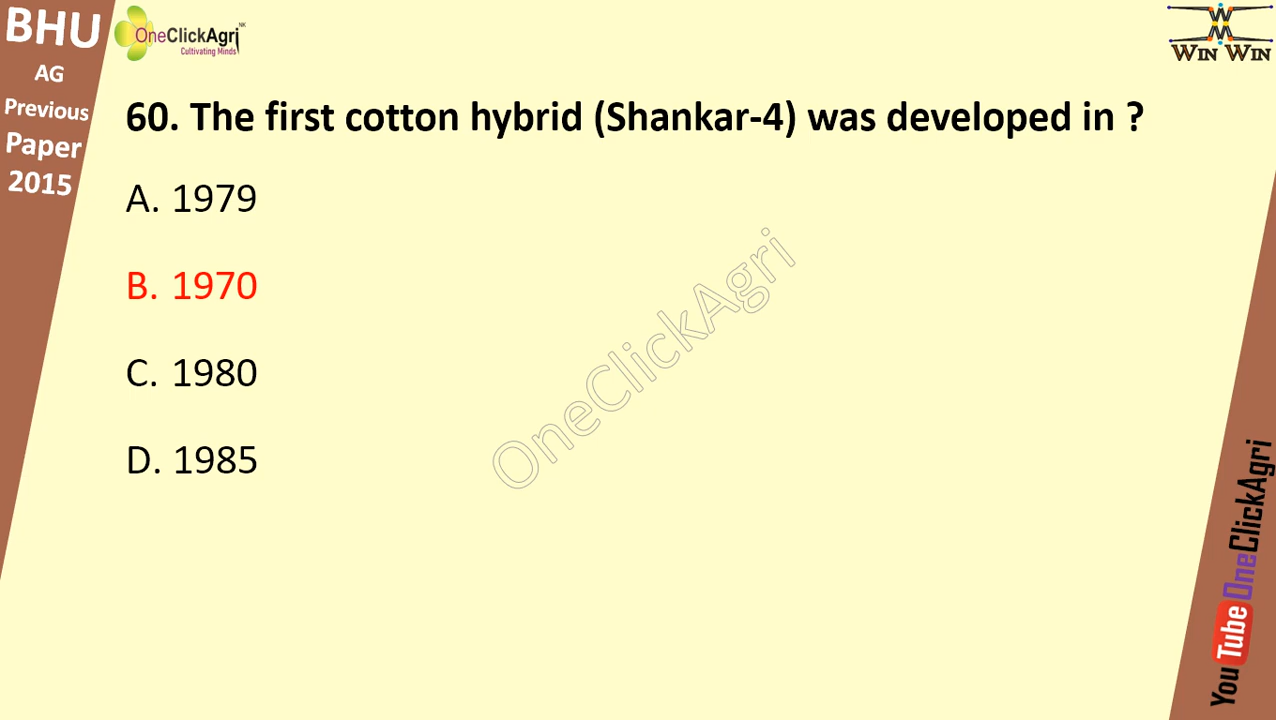 BHU
AG
Previous
Paper
2015
OneClickAgri
NK
Cultivating Minds
WIN WIN
60. The first cotton hybrid (Shankar-4) was developed in ?
A. 1979
B. 1970
C. 1980
D. 1985
OneClickAgri
YouTube OneClickAgri